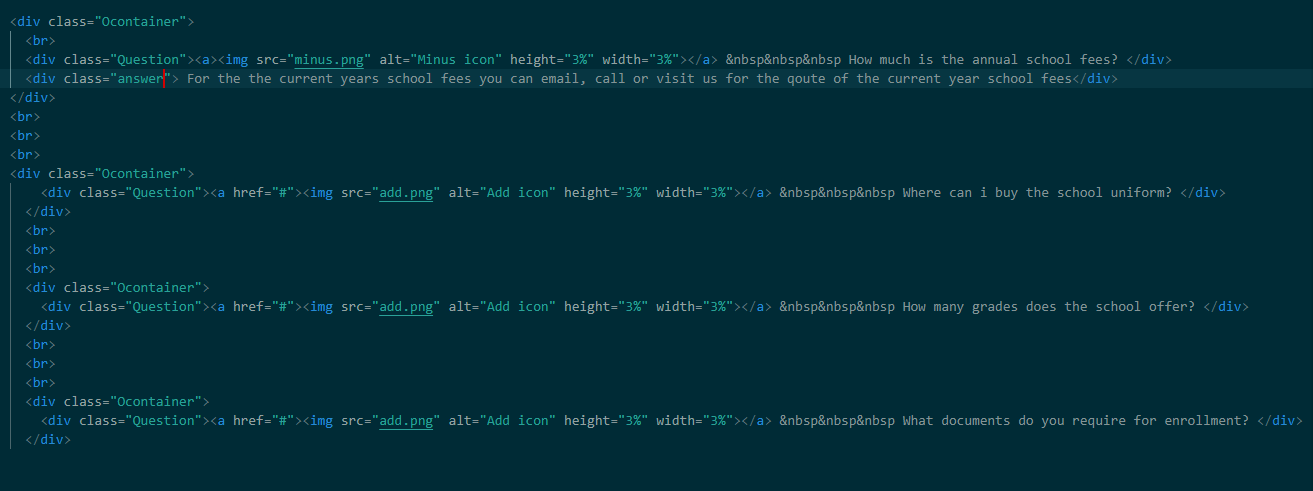 <div class="Ocontainer">
<br>
<div class="Question"><a><img src="minus.png" alt="Minus icon" height="3%" width="3%"></a> &nbsp&nbsp&nbsp How much is the annual school fees? </div>
<div class="answer"> For the the current years school fees you can email, call or visit us for the qoute of the current year school fees</div>
</div>
<br>
<br>
<br>
<div class="Ocontainer">
<div class="Question"><a href="#"><img src="add.png" alt="Add icon" height="3%" width="3%"></a> &nbsp&nbsp&nbsp Where can i buy the school uniform? </div>
</div>
<br>
<br>
<br>
<div class="Ocontainer">
<div class="Question"><a href="#"><img src="add.png" alt="Add icon" height="3%" width="3%"></a> &nbsp&nbsp&nbsp How many grades does the school offer? </div>
</div>
<br>
<br>
<br>
<div class="Ocontainer">
<div class="Question"><a href="#"><img src="add.png" alt="Add icon" height="3%" width="3%"></a> &nbsp&nbsp&nbsp What documents do you require for enrollment? </div>
</div>